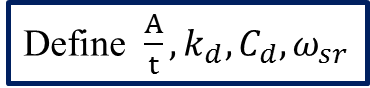 Define A/t, k_d, C_d, ω_sr